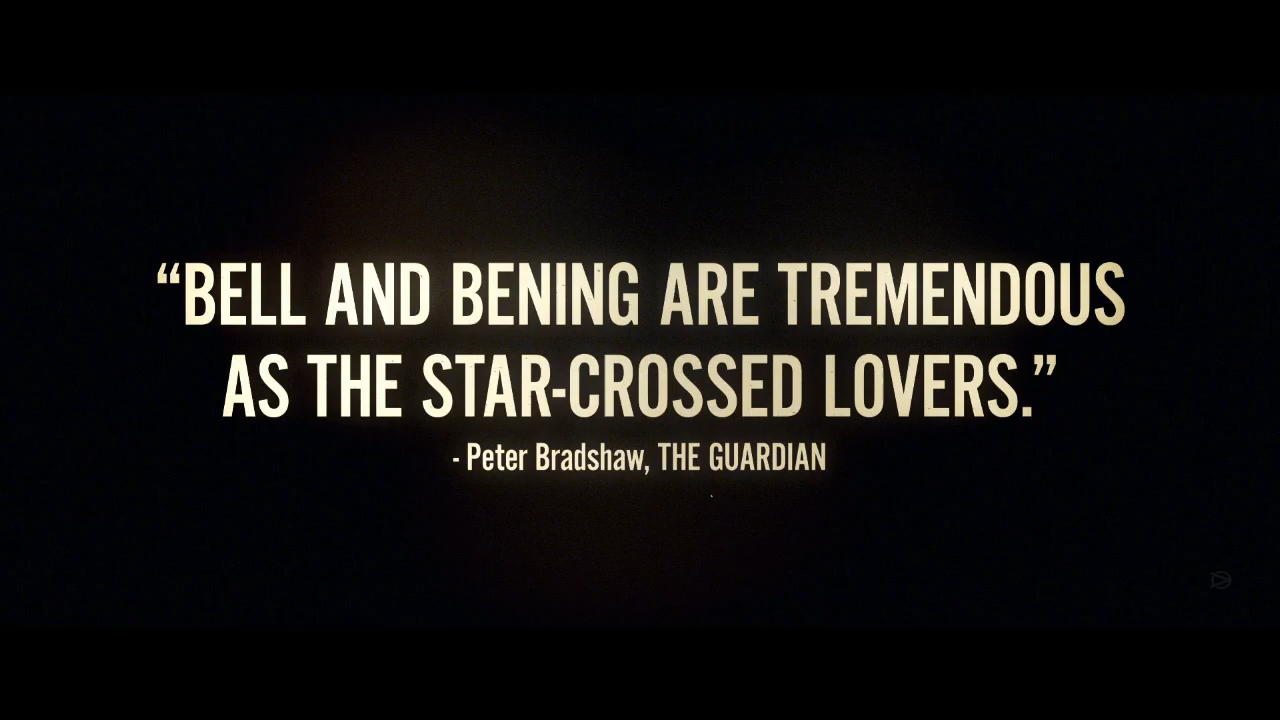 “BELL AND BENING ARE TREMENDOUS
AS THE STAR-CROSSED LOVERS.”
- Peter Bradshaw, THE GUARDIAN